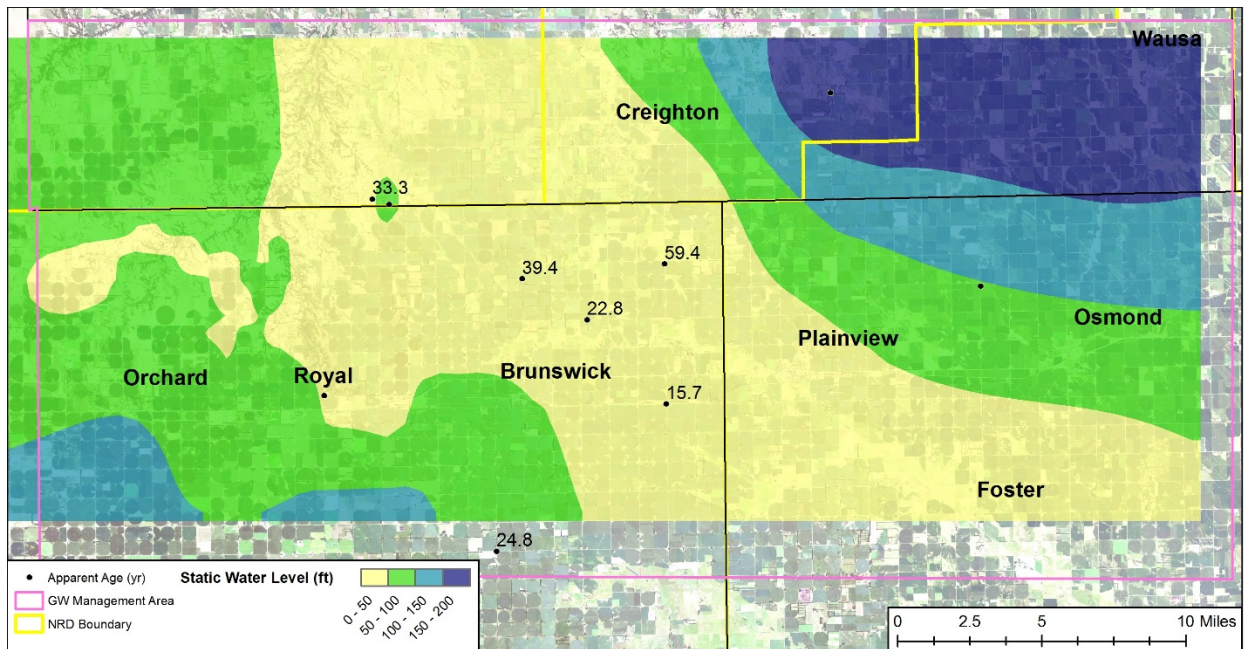 Wausa
Creighton
33.3
59.4
39.4
22.8
Osmond
Plainview
Brunswick
Orchard
Royal
15.7
Foster
24.8
Apparent Age (yr)
GW Management Area
NRD Boundary
Static Water Level (ft)
0 - 50
50 - 100
100 - 150
150 - 200
0 2.5 5 10 Miles